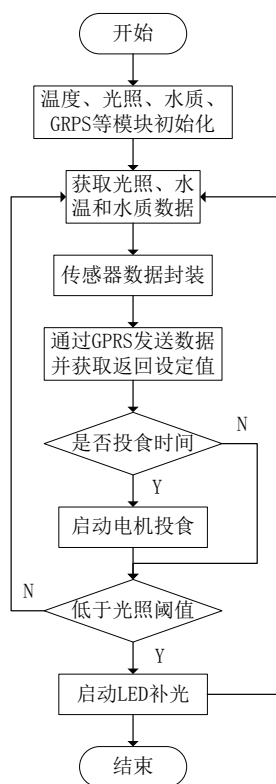 开始
温度、光照、水质、
GRPS等模块初始化
获取光照、水
温和水质数据
传感器数据封装
通过GPRS发送数据
并获取返回设定值
是否投食时间
N
Y
启动电机投食
N
低于光照阈值
Y
启动LED补光
结束